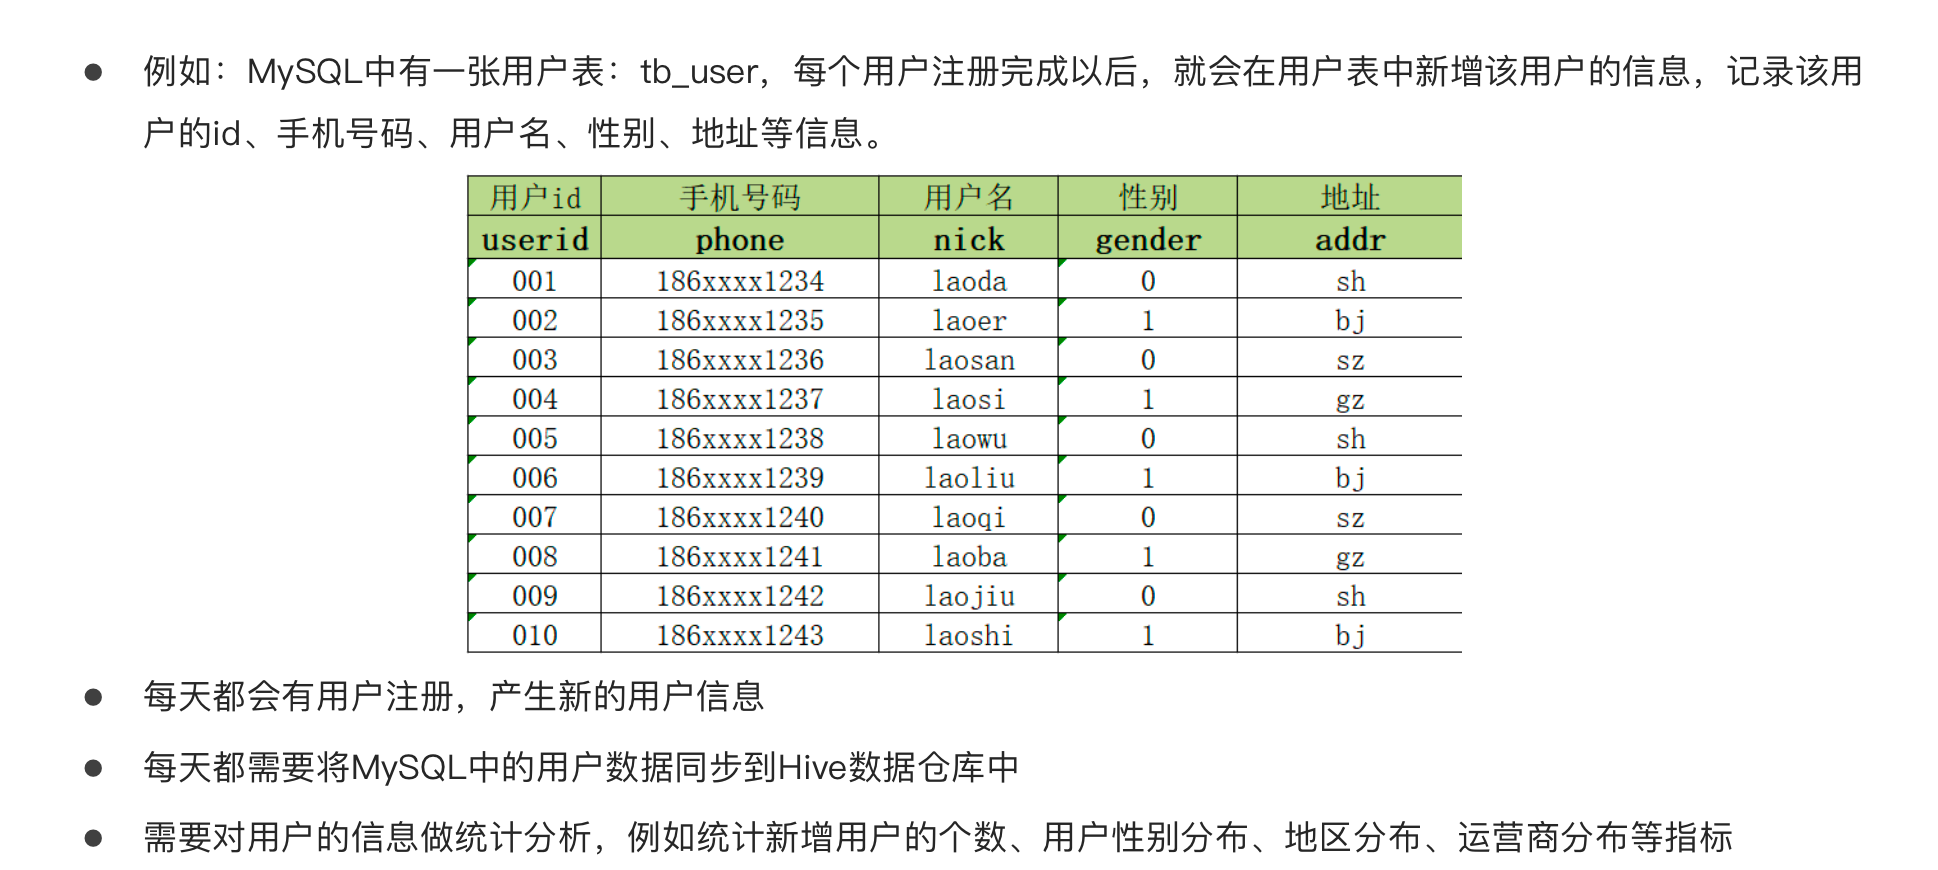 ● 例如：MySQL中有一张用户表：tb_user，每个用户注册完成以后，就会在用户表中新增该用户的信息，记录该用
户的id、手机号码、用户名、性别、地址等信息。
用户id 手机号码 用户名 性别 地址
userid phone nick gender addr
001 186xxxx1234 laoda 0 sh
002 186xxxx1235 laoer 1 bj
003 186xxxx1236 laosan 0 sz
004 186xxxx1237 laosi 1 gz
005 186xxxx1238 laowu 0 sh
006 186xxxx1239 laoliu 1 bj
007 186xxxx1240 laoqi 0 sz
008 186xxxx1241 laoba 1 gz
009 186xxxx1242 laojiu 0 sh
010 186xxxx1243 laoshi 1 bj
● 每天都会有用户注册，产生新的用户信息
● 每天都需要将MySQL中的用户数据同步到Hive数据仓库中
● 需要对用户的信息做统计分析，例如统计新增用户的个数、用户性别分布、地区分布、运营商分布等指标